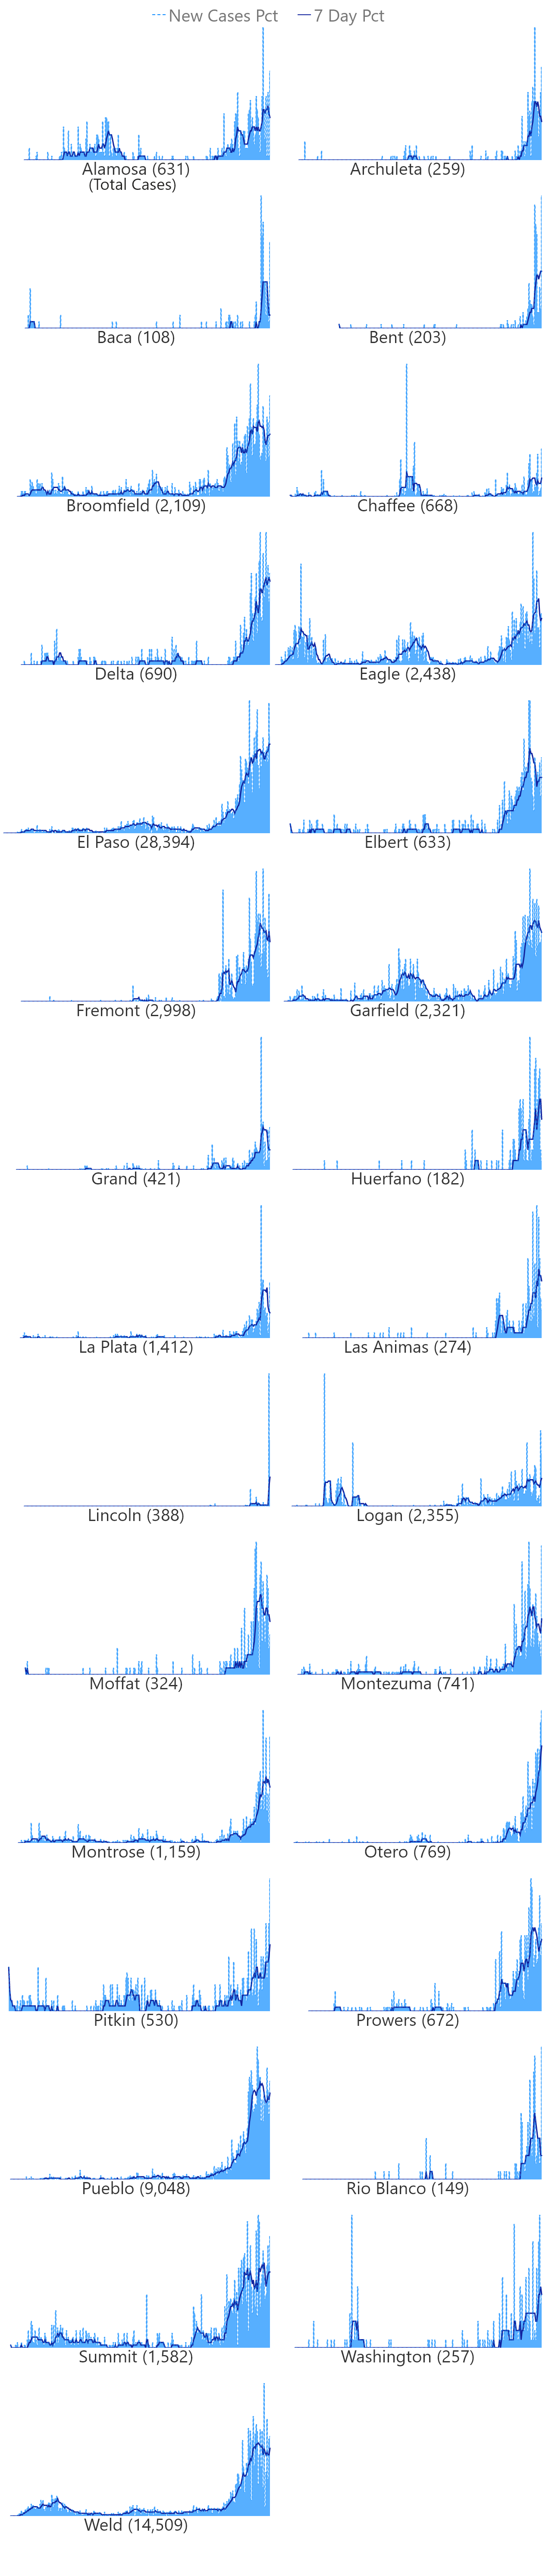 New Cases Pct 7 Day Pct
Alamosa (631) Archuleta (259)
(Total Cases)
Baca (108) Bent (203)
Broomfield (2,109) Chaffee (668)
Delta (690) Eagle (2,438)
El Paso (28,394) Elbert (633)
Fremont (2,998) Garfield (2,321)
Grand (421) Huerfano (182)
La Plata (1,412) Las Animas (274)
Lincoln (388) Logan (2,355)
Moffat (324) Montezuma (741)
Montrose (1,159) Otero (769)
Pitkin (530) Prowers (672)
Pueblo (9,048) Rio Blanco (149)
Summit (1,582) Washington (257)
Weld (14,509)